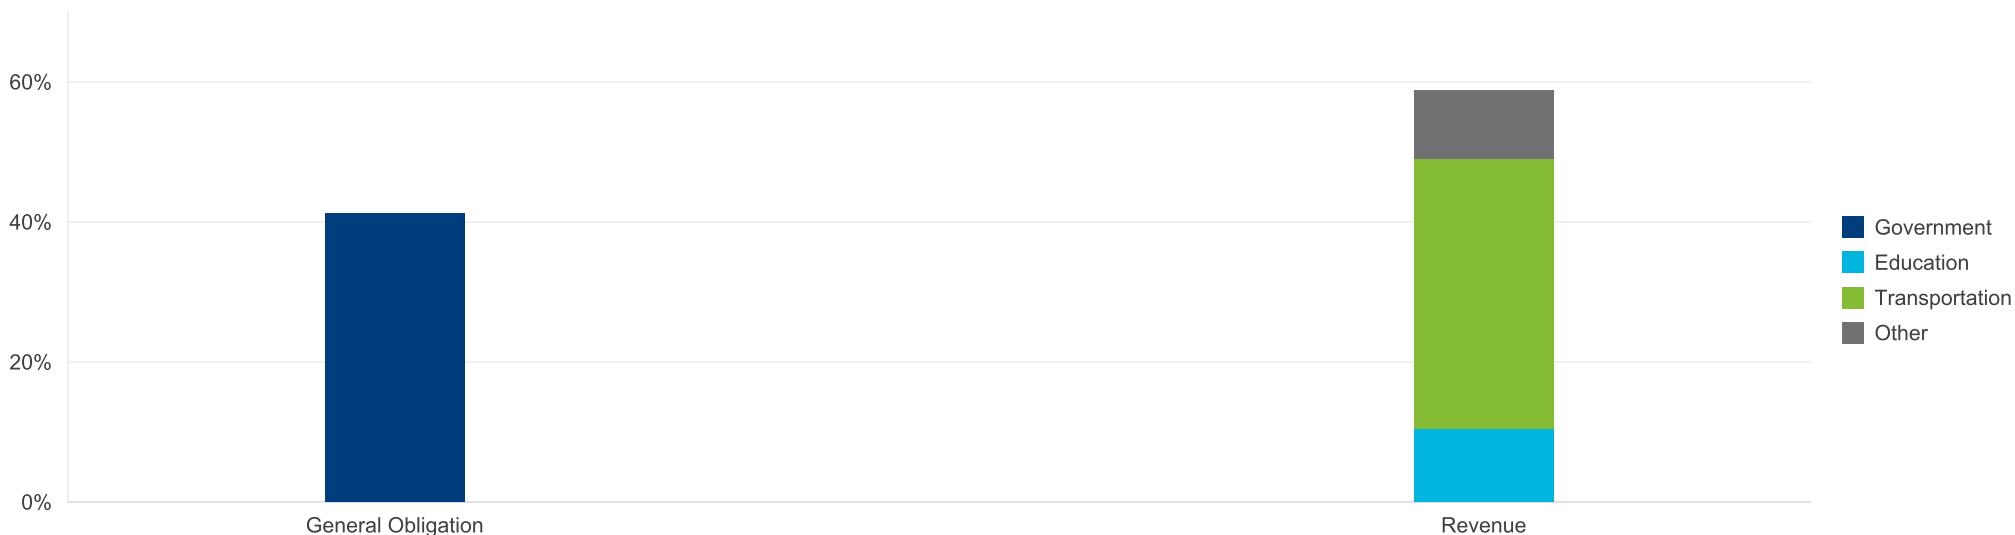 60%
40%
20%
0%
General Obligation
Revenue
Government
Education
Transportation
Other